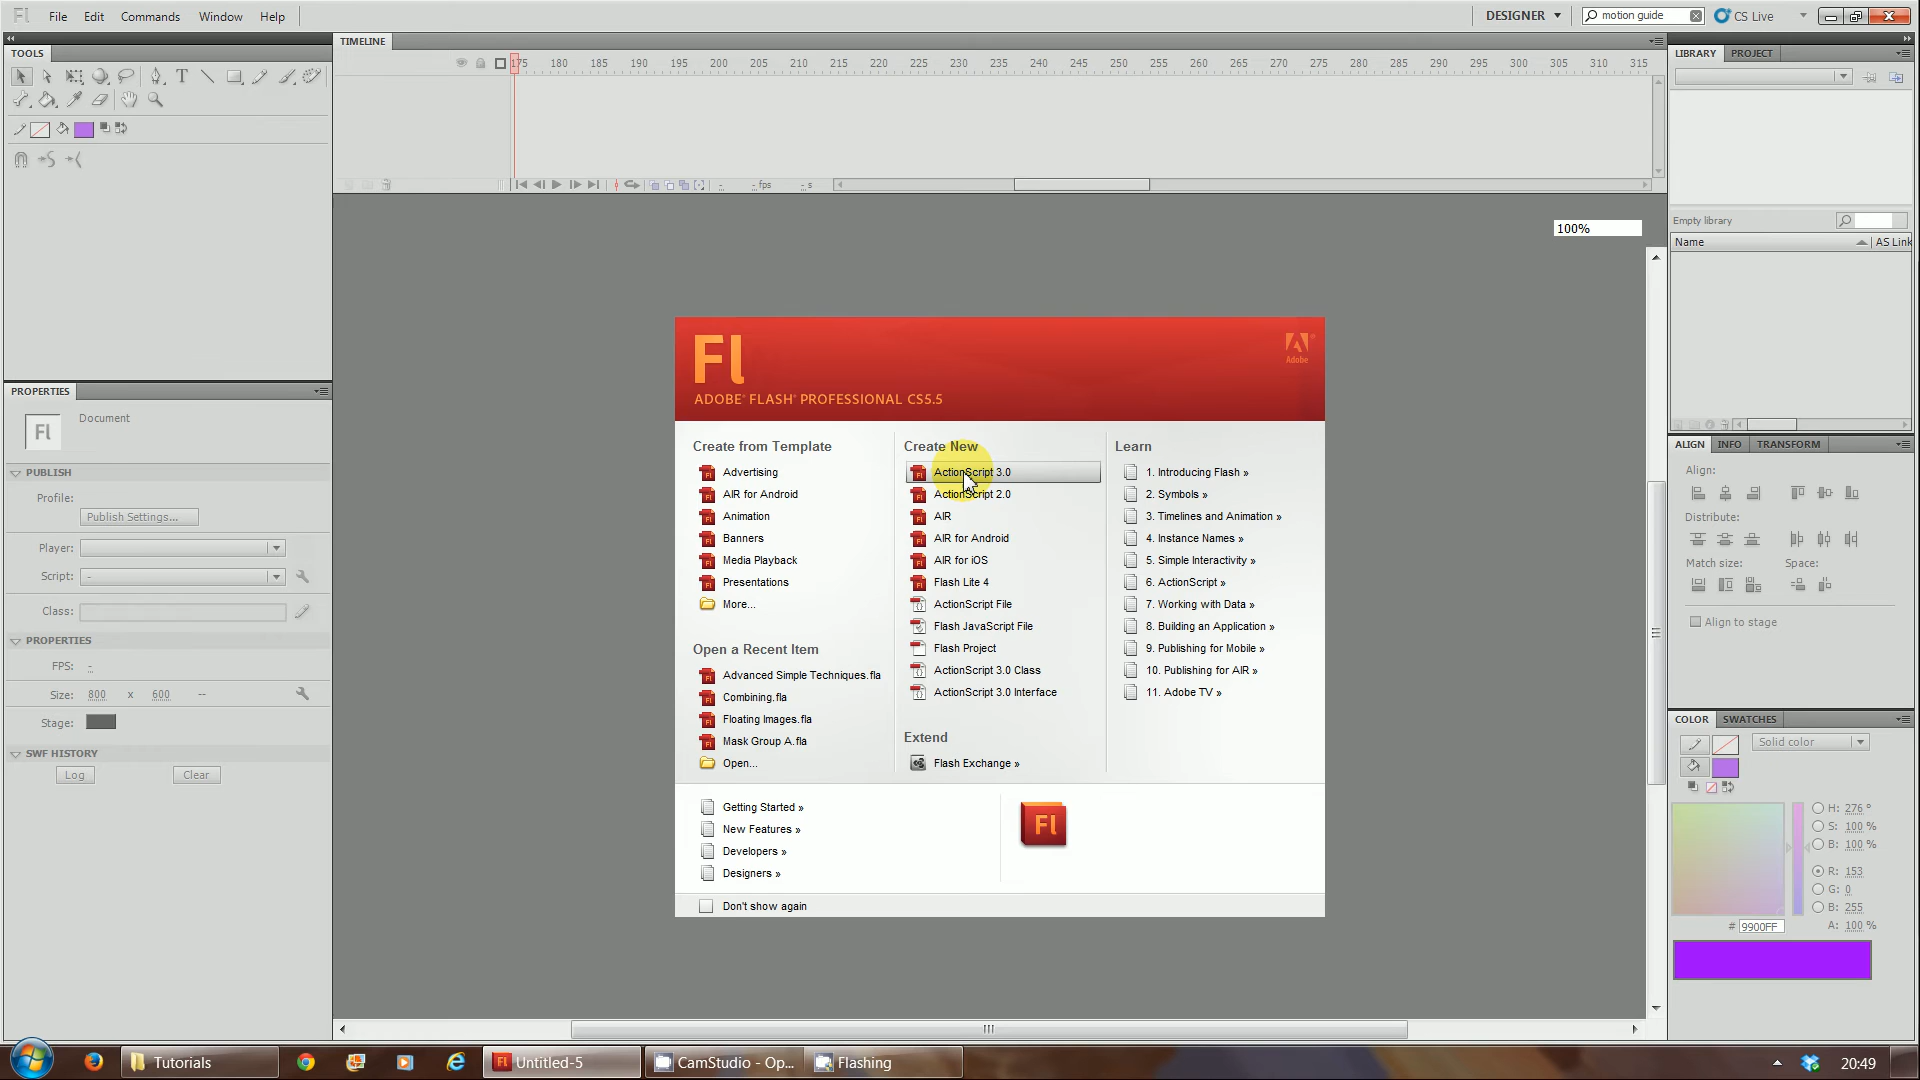 Fl File Edit Commands Window Help DESIGNER motion guide CS Live
TOOLS
TIMELINE
175 180 185 190 195 200 205 210 215 220 225 230 235 240 245 250 255 260 265 270 275 280 285 290 295 300 305 310 315
- - fps - s
100%
LIBRARY PROJECT
Empty library
Name AS Link
PROPERTIES
Fl Document
PUBLISH
Profile:
Publish Settings...
Player:
Script: -
Class:
PROPERTIES
FPS: -
Size: 800 x 600 --
Stage:
SWF HISTORY
Log Clear
Fl
Adobe
ADOBE® FLASH® PROFESSIONAL CS5.5
Create from Template
Advertising
AIR for Android
Animation
Banners
Media Playback
Presentations
More...
Open a Recent Item
Advanced Simple Techniques.fla
Combining.fla
Floating Images.fla
Mask Group A.fla
Open...
Create New
ActionScript 3.0
ActionScript 2.0
AIR
AIR for Android
AIR for iOS
Flash Lite 4
ActionScript File
Flash JavaScript File
Flash Project
ActionScript 3.0 Class
ActionScript 3.0 Interface
Extend
Flash Exchange »
Learn
1. Introducing Flash »
2. Symbols »
3. Timelines and Animation »
4. Instance Names »
5. Simple Interactivity »
6. ActionScript »
7. Working with Data »
8. Building an Application »
9. Publishing for Mobile »
10. Publishing for AIR »
11. Adobe TV »
Getting Started »
New Features »
Developers »
Designers »
Fl
Don't show again
ALIGN INFO TRANSFORM
Align:
Distribute:
Match size: Space:
Align to stage
COLOR SWATCHES
Solid color
H: 276 °
S: 100 %
B: 100 %
R: 153
G: 0
B: 255
# 9900FF A: 100 %
Tutorials Fl Untitled-5 CamStudio - Op... Flashing 20:49